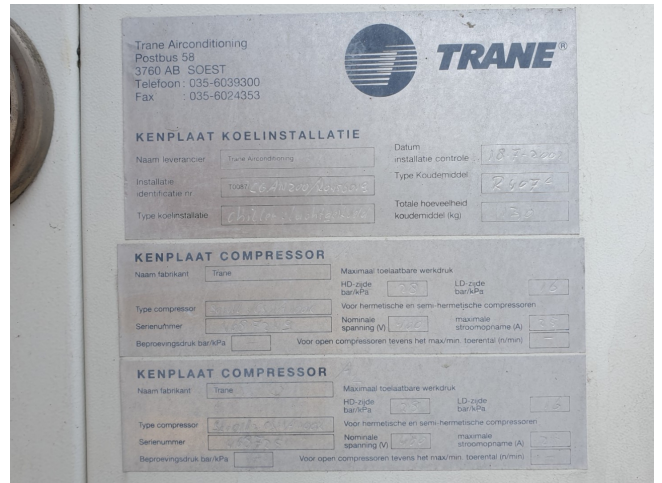 Trane Airconditioning
Postbus 58
3760 AB SOEST
Telefoon : 035-6039300
Fax : 035-6024353
TRANE®
KENPLAAT KOELINSTALLATIE
Naam leverancier Trane Airconditioning
Datum
installatie controle :
Installatie
identificatie nr
Type Koudemiddel R407c
Type koelinstallatie
Totale hoeveelheid
koudemiddel (kg)
KENPLAAT COMPRESSOR
Naam fabrikant Trane
Maximaal toelaatbare werkdruk
HD-zijde
bar/kPa
LD-zijde
bar/kPa
Type compressor
Voor hermetische en semi-hermetische compressoren
Serienummer
Nominale
spanning (V)
maximale
stroomopname (A)
Beproevingsdruk bar/kPa
Voor open compressoren tevens het max/min. toerental (n/min)
KENPLAAT COMPRESSOR
Naam fabrikant Trane
Maximaal toelaatbare werkdruk
HD-zijde
bar/kPa
LD-zijde
bar/kPa
Type compressor
Voor hermetische en semi-hermetische compressoren
Serienummer
Nominale
spanning (V)
maximale
stroomopname (A)
Beproevingsdruk bar/kPa
Voor open compressoren tevens het max/min. toerental (n/min)